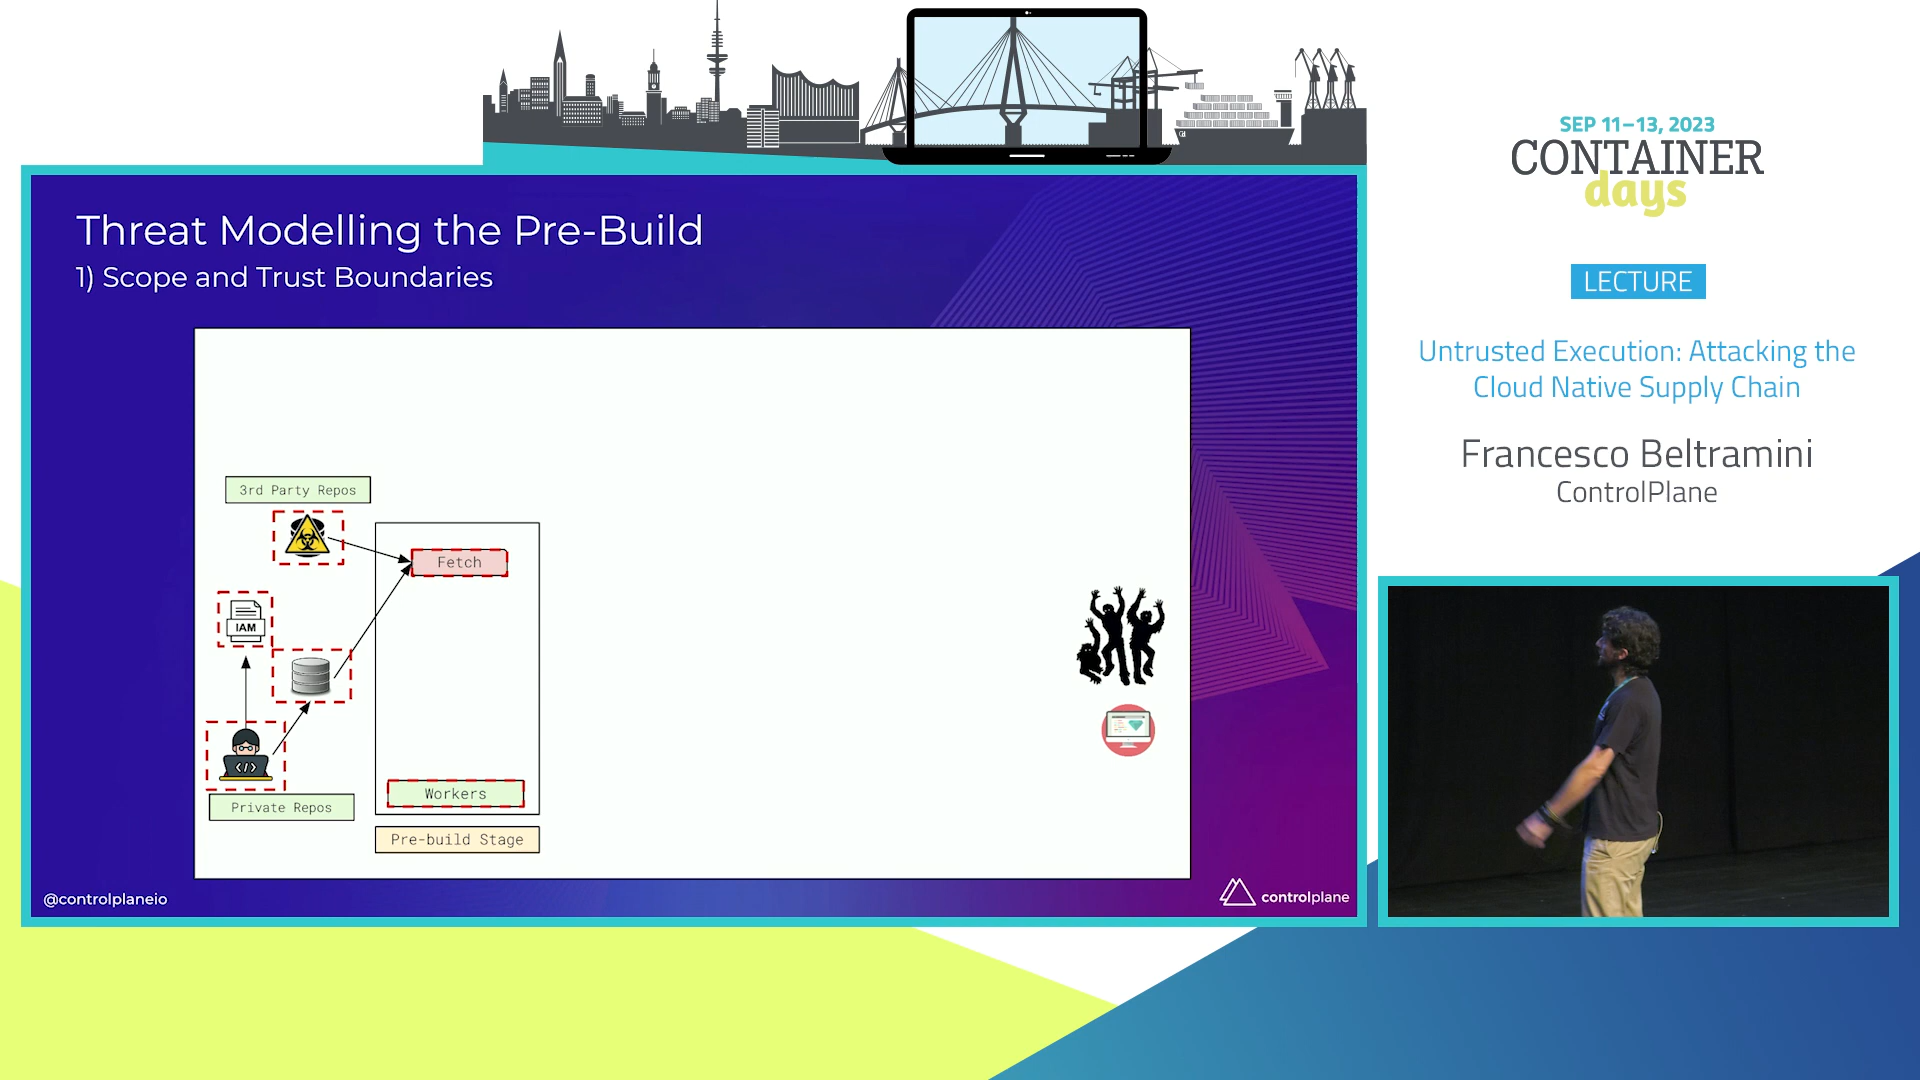 Threat Modelling the Pre-Build
1) Scope and Trust Boundaries
3rd Party Repos
Fetch
IAM
</>
Private Repos
Workers
Pre-build Stage
@controlplaneio
controlplane
SEP 11–13, 2023
CONTAINER
days
LECTURE
Untrusted Execution: Attacking the
Cloud Native Supply Chain
Francesco Beltramini
ControlPlane